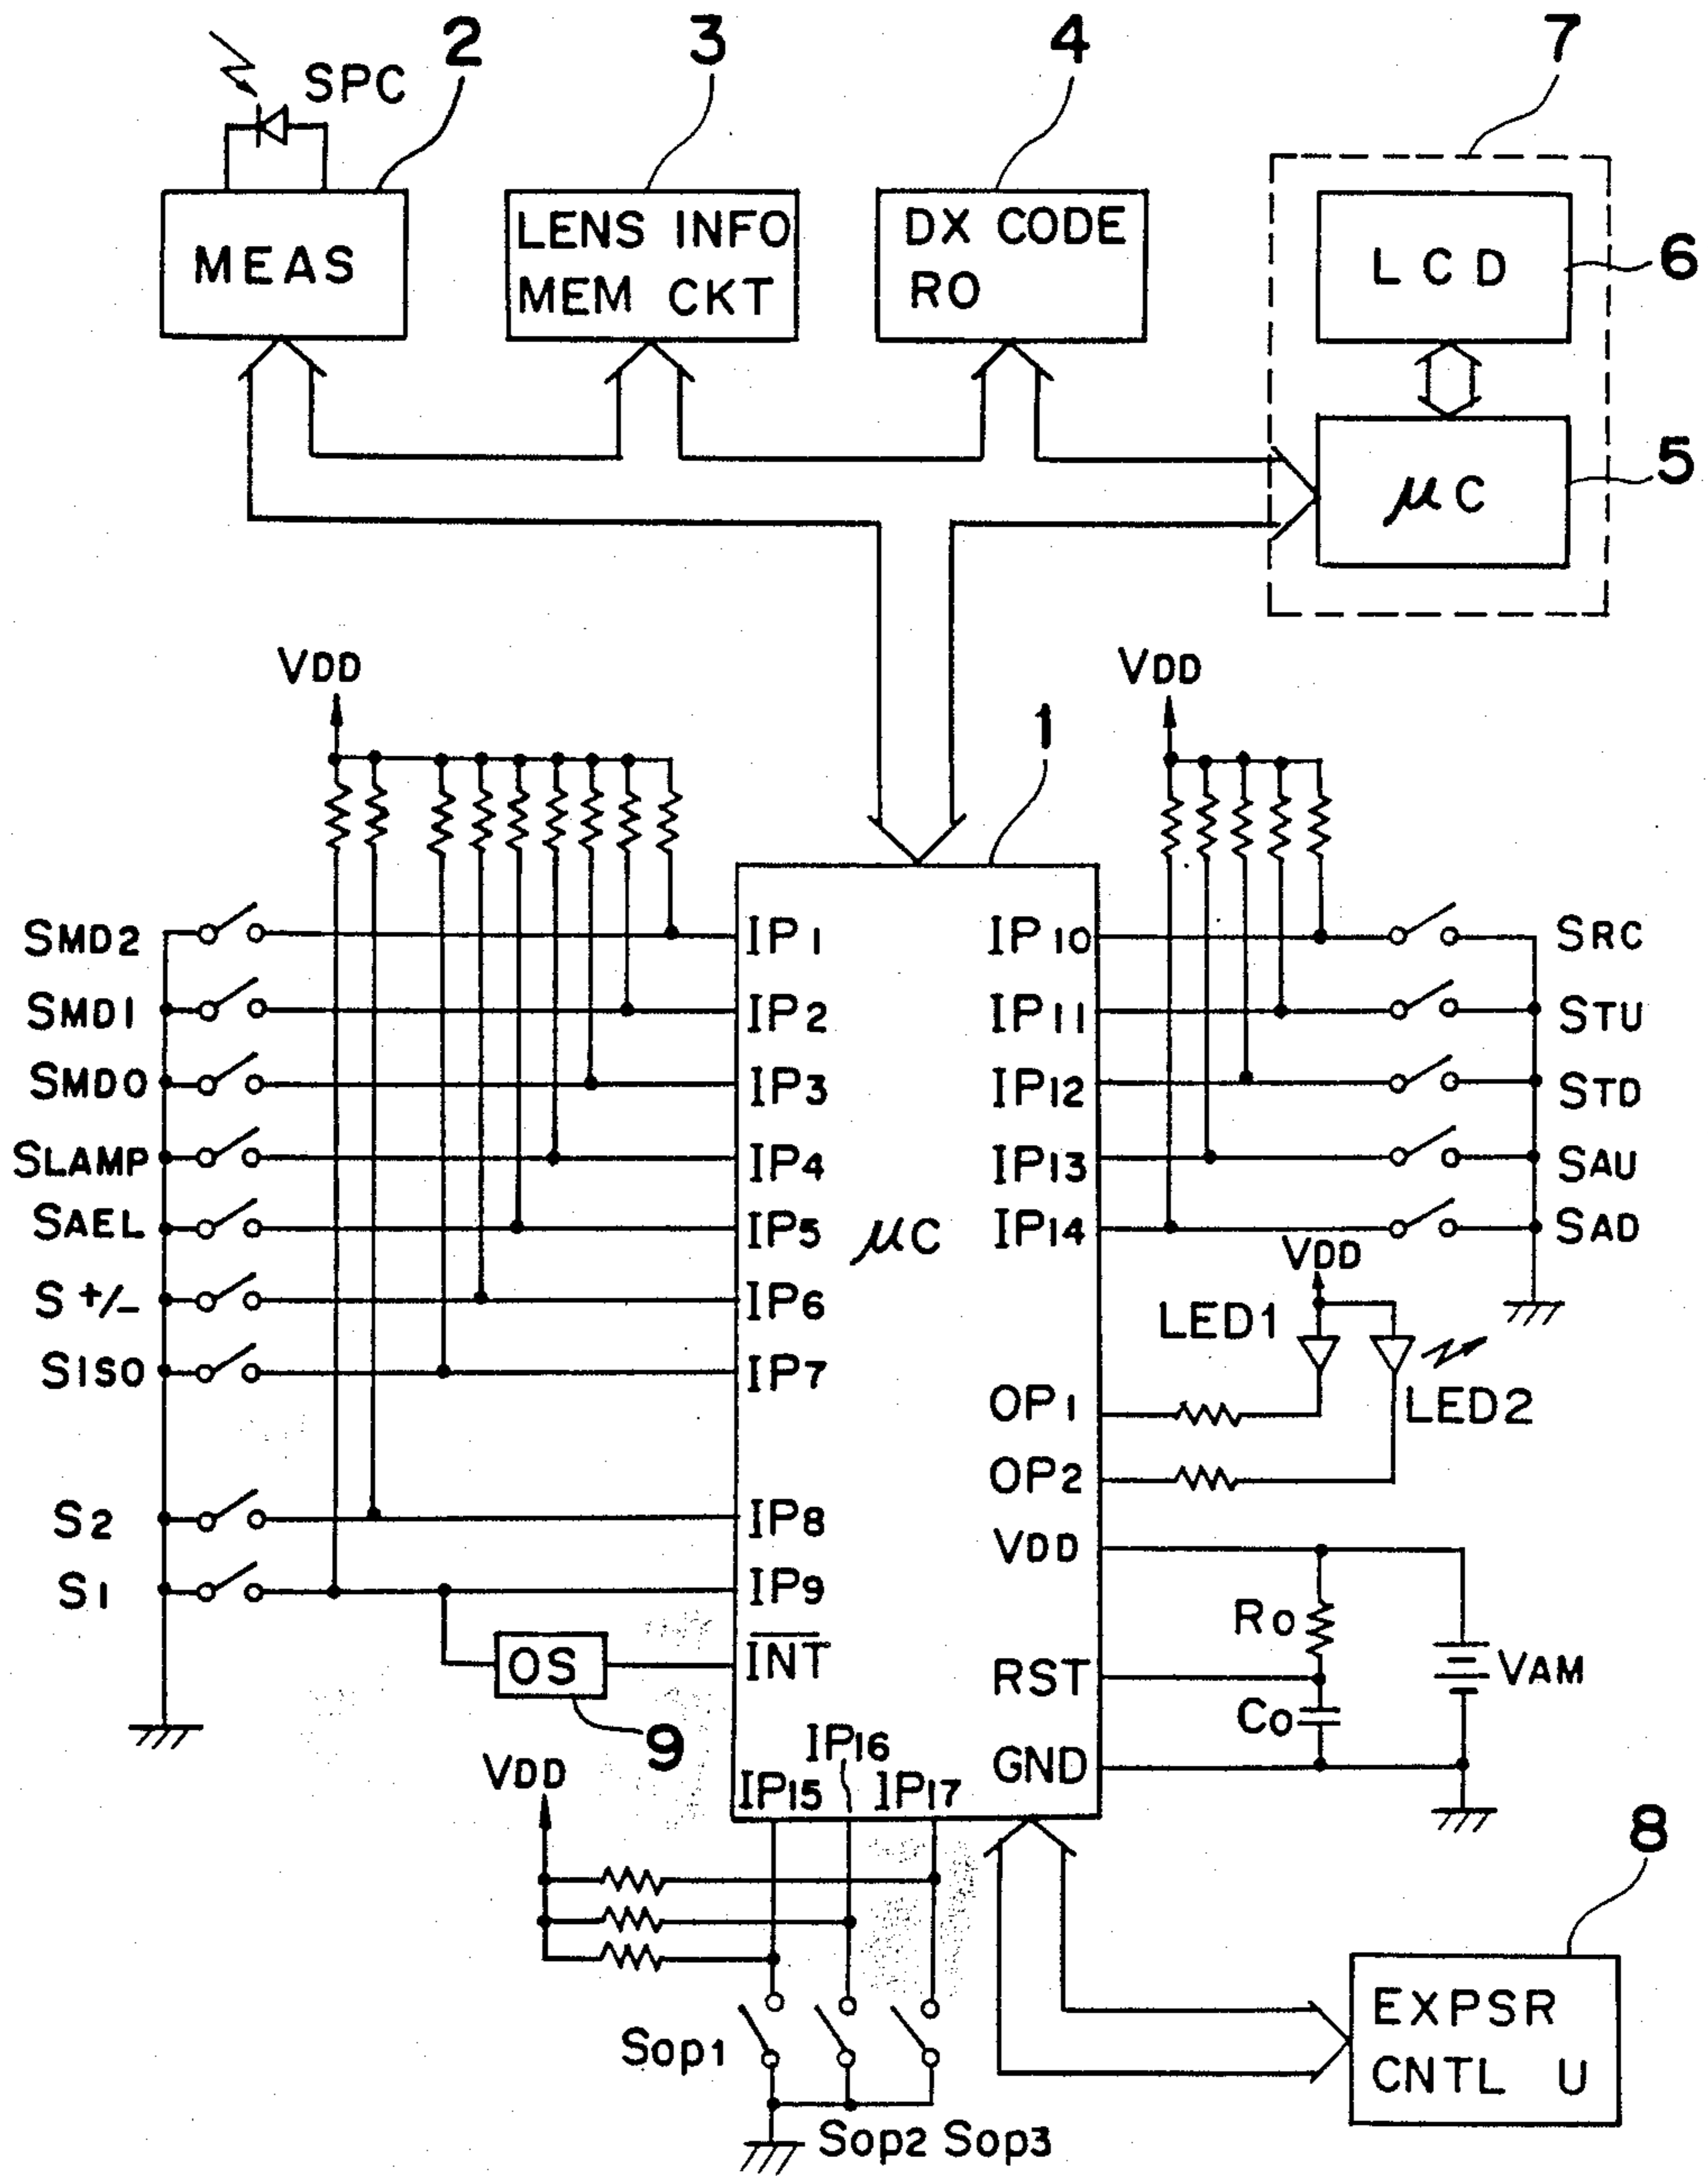 2
3
4
7
SPC
MEAS
LENS INFO
MEM CKT
DX CODE
RO
LCD
6
μC
5
VDD
VDD
1
SMD2
IP1
IP10
SRC
SMD1
IP2
IP11
STU
SMD0
IP3
IP12
STD
SLAMP
IP4
IP13
SAU
SAEL
IP5
μC
IP14
SAD
VDD
S +/-
IP6
LED1
SISO
IP7
OP1
LED2
OP2
S2
IP8
VDD
S1
IP9
Ro
OS
INT
RST
VAM
Co
9
IP16
GND
VDD
IP15
IP17
8
Sop1
EXPSR
CNTL U
Sop2 Sop3